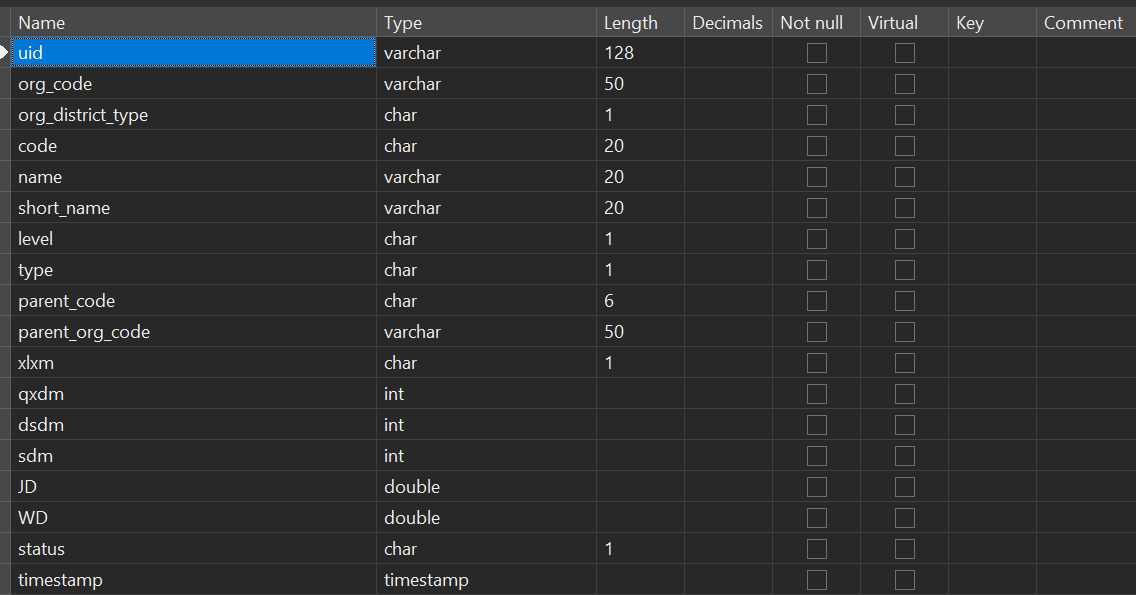 Name Type Length Decimals Not null Virtual Key Comment
uid varchar 128
org_code varchar 50
org_district_type char 1
code char 20
name varchar 20
short_name varchar 20
level char 1
type char 1
parent_code char 6
parent_org_code varchar 50
xlxm char 1
qxdm int
dsdm int
sdm int
JD double
WD double
status char 1
timestamp timestamp